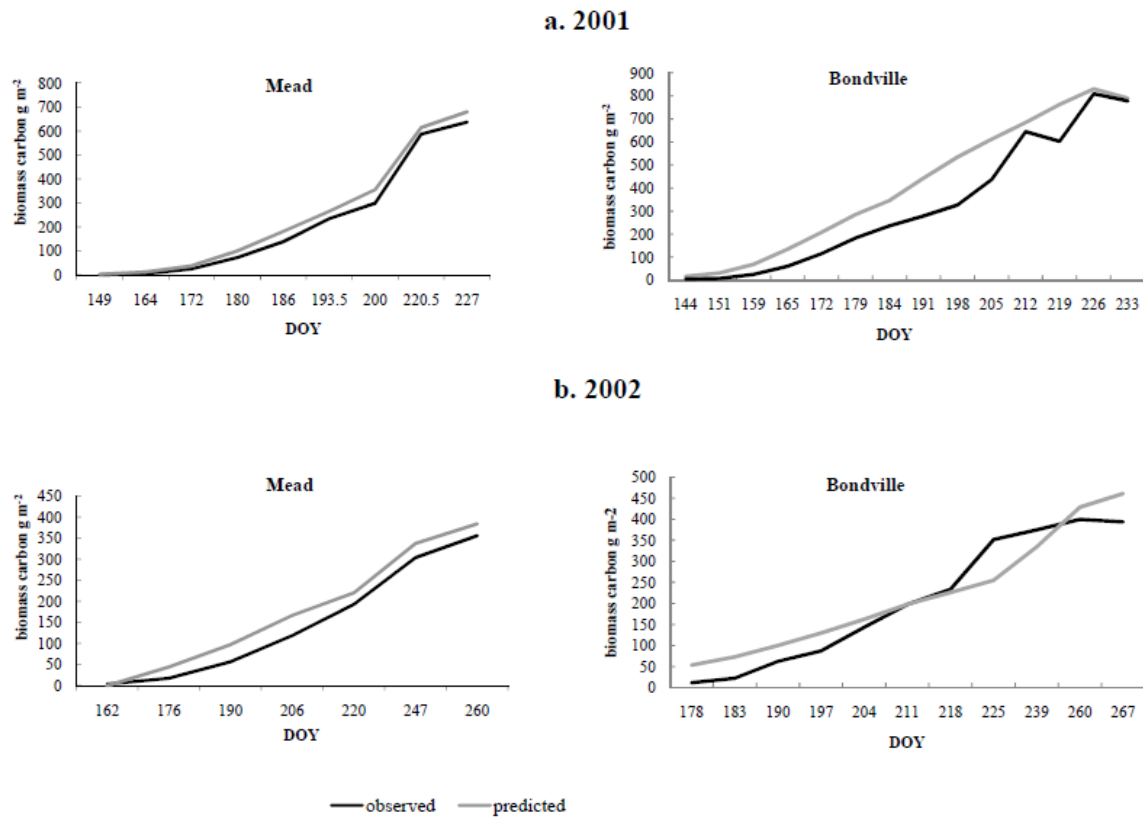 a. 2001
Mead
biomass carbon g m⁻²
800
700
600
500
400
300
200
100
0
149 164 172 180 186 193.5 200 220.5 227
DOY
Bondville
biomass carbon g m⁻²
900
800
700
600
500
400
300
200
100
0
144 151 159 165 172 179 184 191 198 205 212 219 226 233
DOY
b. 2002
Mead
biomass carbon g m⁻²
450
400
350
300
250
200
150
100
50
0
162 176 190 206 220 247 260
DOY
Bondville
biomass carbon g m-2
500
450
400
350
300
250
200
150
100
50
0
178 183 190 197 204 211 218 225 239 260 267
DOY
observed predicted